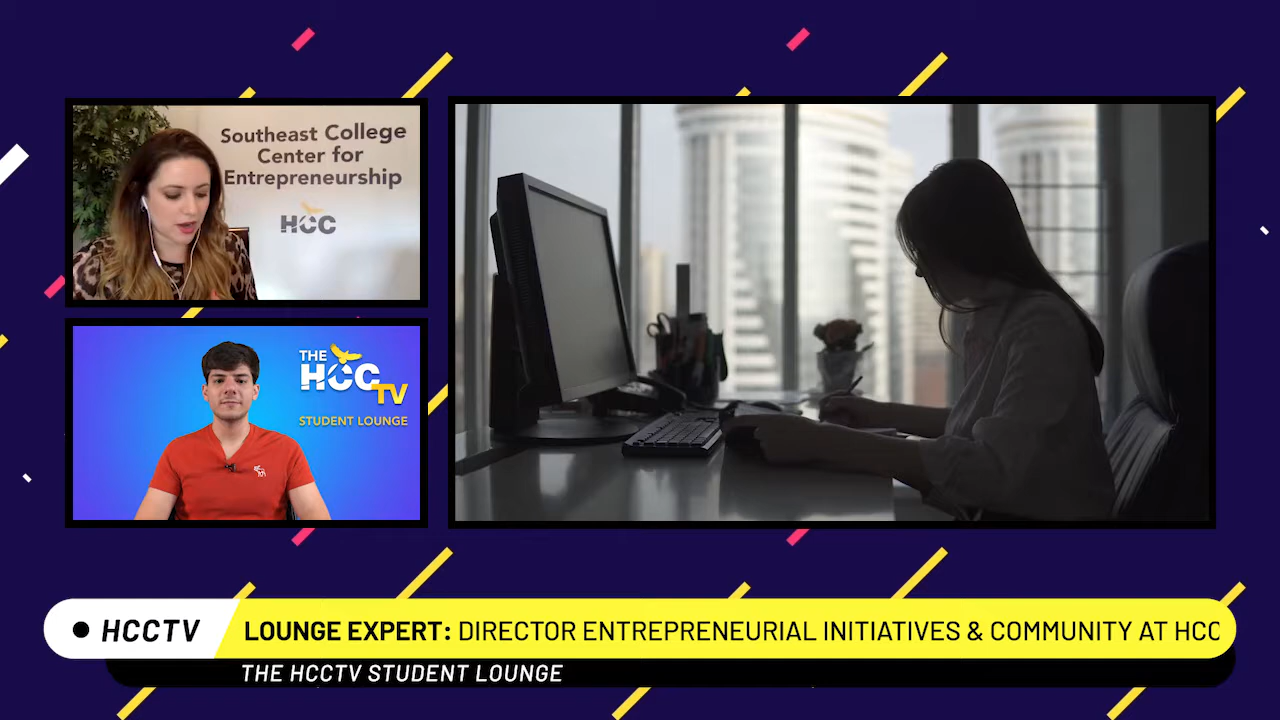 Southeast College
Center for
Entrepreneurship
HCC
THE
HCC
TV
STUDENT LOUNGE
HCCTV
LOUNGE EXPERT: DIRECTOR ENTREPRENEURIAL INITIATIVES & COMMUNITY AT HCC
THE HCCTV STUDENT LOUNGE